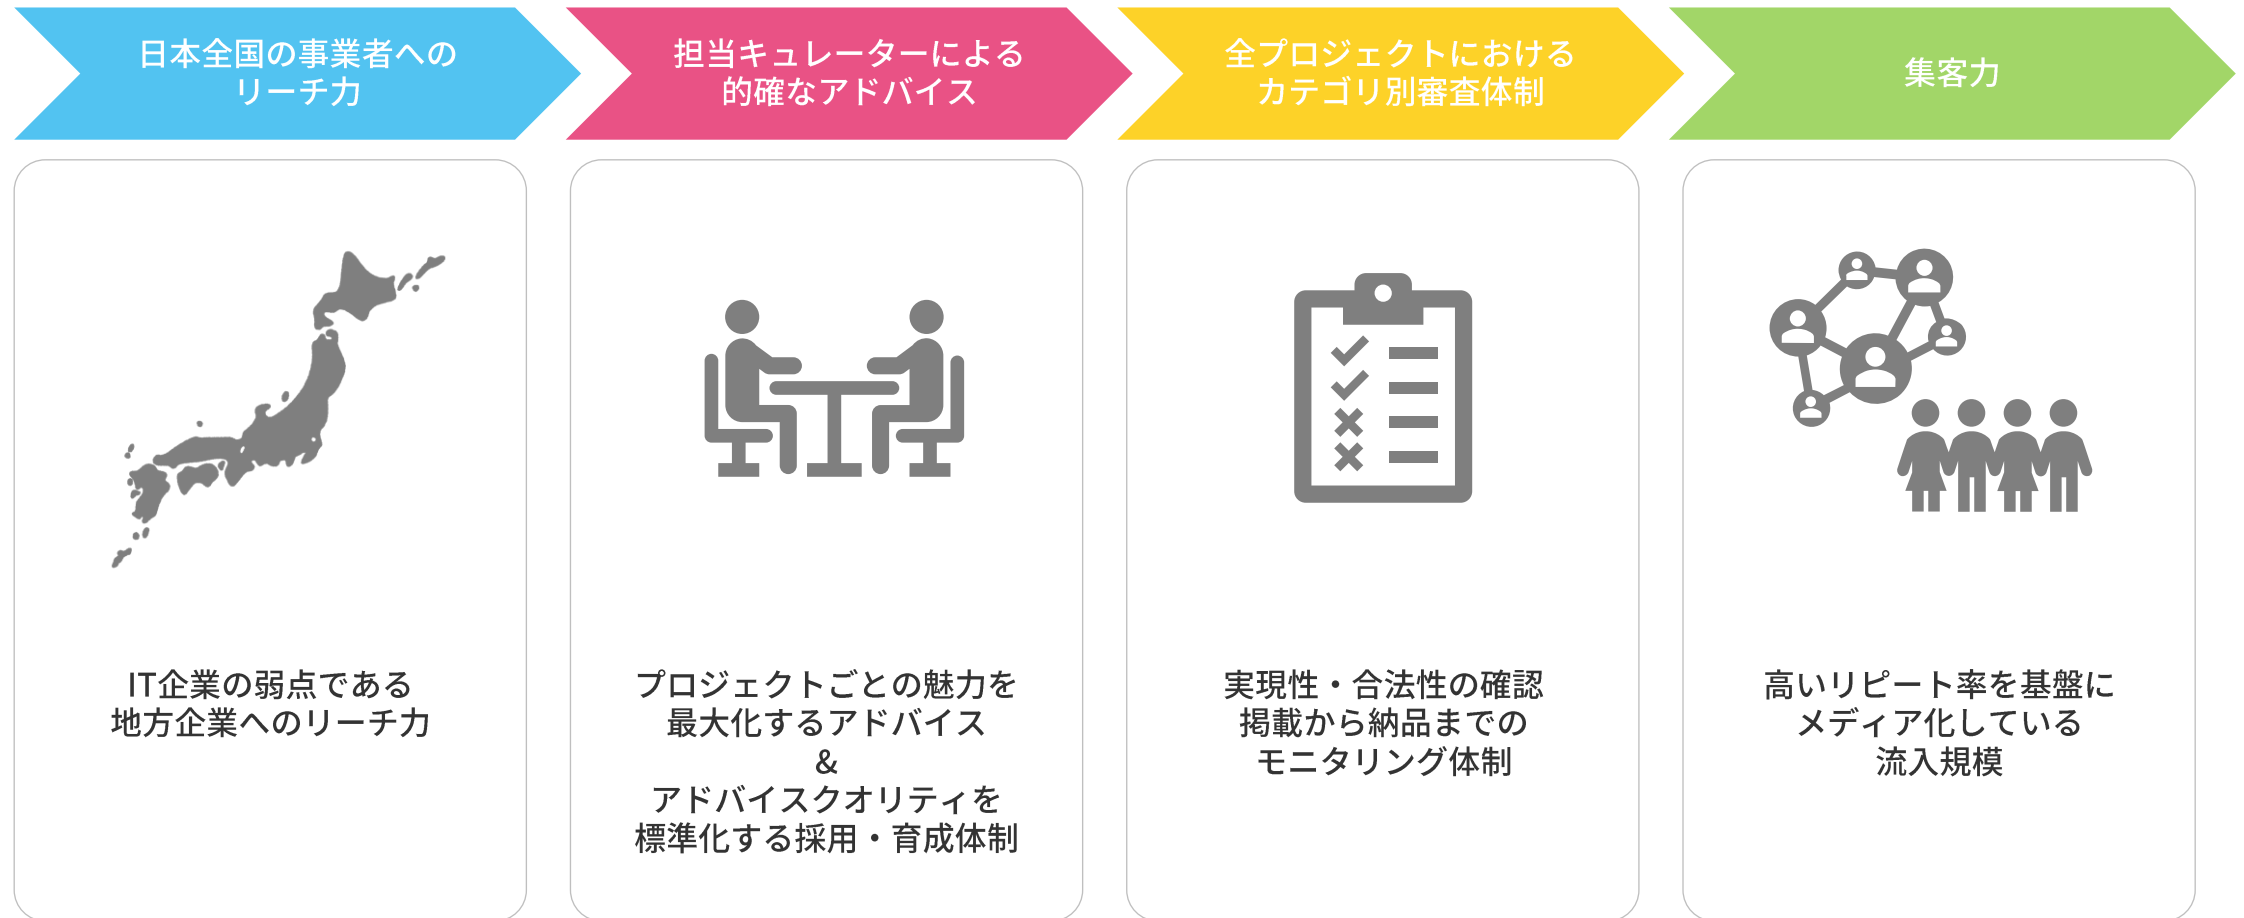 日本全国の事業者への
リーチ力
担当キュレーターによる
的確なアドバイス
全プロジェクトにおける
カテゴリ別審査体制
集客力
IT企業の弱点である
地方企業へのリーチ力
プロジェクトごとの魅力を
最大化するアドバイス
&
アドバイスクオリティを
標準化する採用・育成体制
実現性・合法性の確認
掲載から納品までの
モニタリング体制
高いリピート率を基盤に
メディア化している
流入規模